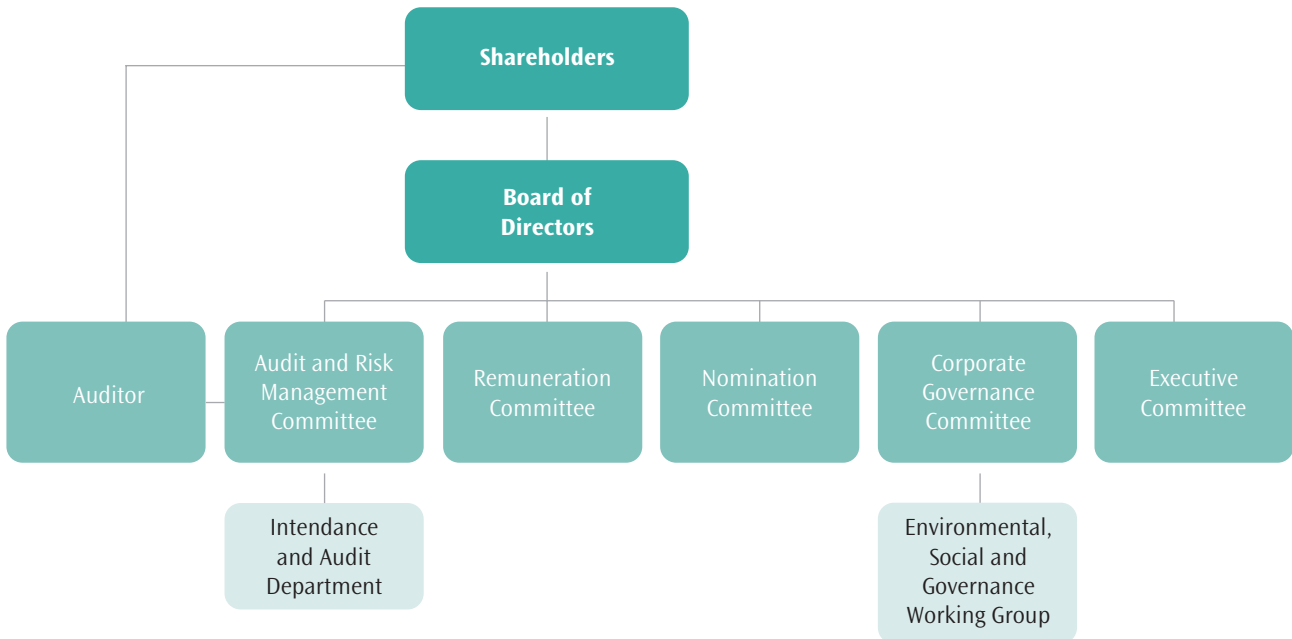 Shareholders
Board of
Directors
Auditor
Audit and Risk
Management
Committee
Remuneration
Committee
Nomination
Committee
Corporate
Governance
Committee
Executive
Committee
Intendance
and Audit
Department
Environmental,
Social and
Governance
Working Group